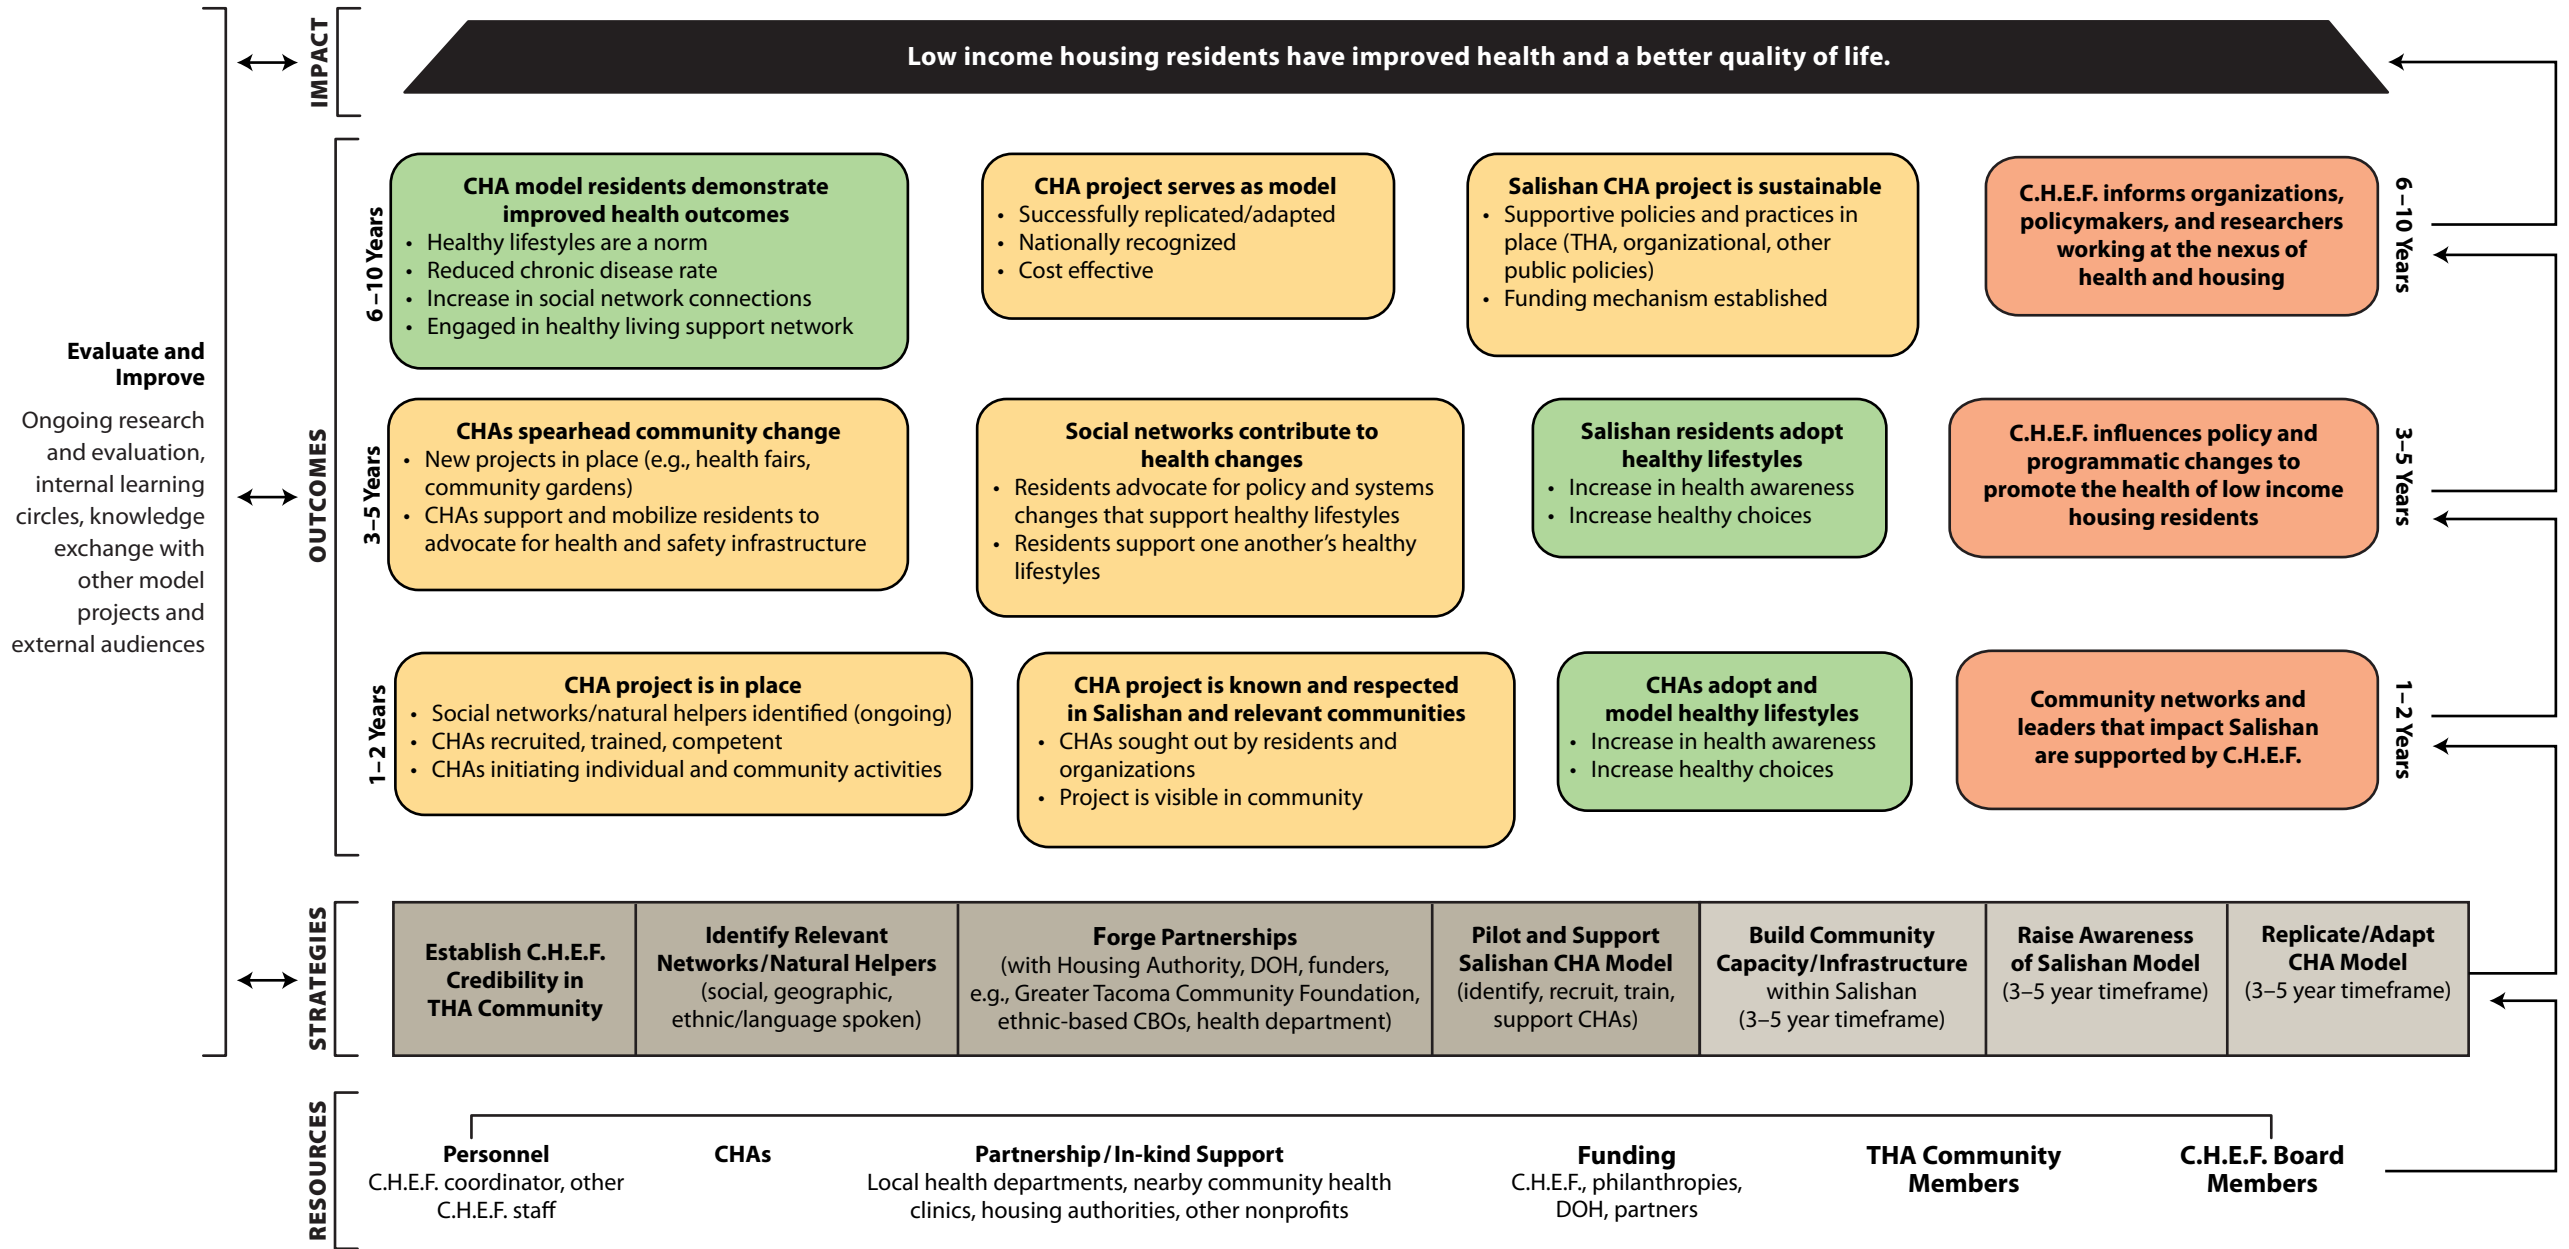 IMPACT
Low income housing residents have improved health and a better quality of life.
Evaluate and
Improve
Ongoing research
and evaluation,
internal learning
circles, knowledge
exchange with
other model
projects and
external audiences
OUTCOMES
6–10 Years
CHA model residents demonstrate
improved health outcomes
• Healthy lifestyles are a norm
• Reduced chronic disease rate
• Increase in social network connections
• Engaged in healthy living support network
CHA project serves as model
• Successfully replicated/adapted
• Nationally recognized
• Cost effective
Salishan CHA project is sustainable
• Supportive policies and practices in
place (THA, organizational, other
public policies)
• Funding mechanism established
C.H.E.F. informs organizations,
policymakers, and researchers
working at the nexus of
health and housing
6–10 Years
3–5 Years
CHAs spearhead community change
• New projects in place (e.g., health fairs,
community gardens)
• CHAs support and mobilize residents to
advocate for health and safety infrastructure
Social networks contribute to
health changes
• Residents advocate for policy and systems
changes that support healthy lifestyles
• Residents support one another’s healthy
lifestyles
Salishan residents adopt
healthy lifestyles
• Increase in health awareness
• Increase healthy choices
C.H.E.F. influences policy and
programmatic changes to
promote the health of low income
housing residents
3–5 Years
1–2 Years
CHA project is in place
• Social networks/natural helpers identified (ongoing)
• CHAs recruited, trained, competent
• CHAs initiating individual and community activities
CHA project is known and respected
in Salishan and relevant communities
• CHAs sought out by residents and
organizations
• Project is visible in community
CHAs adopt and
model healthy lifestyles
• Increase in health awareness
• Increase healthy choices
Community networks and
leaders that impact Salishan
are supported by C.H.E.F.
1–2 Years
STRATEGIES
Establish C.H.E.F.
Credibility in
THA Community
Identify Relevant
Networks/Natural Helpers
(social, geographic,
ethnic/language spoken)
Forge Partnerships
(with Housing Authority, DOH, funders,
e.g., Greater Tacoma Community Foundation,
ethnic-based CBOs, health department)
Pilot and Support
Salishan CHA Model
(identify, recruit, train,
support CHAs)
Build Community
Capacity/Infrastructure
within Salishan
(3–5 year timeframe)
Raise Awareness
of Salishan Model
(3–5 year timeframe)
Replicate/Adapt
CHA Model
(3–5 year timeframe)
RESOURCES
Personnel
C.H.E.F. coordinator, other
C.H.E.F. staff
CHAs
Partnership/In-kind Support
Local health departments, nearby community health
clinics, housing authorities, other nonprofits
Funding
C.H.E.F., philanthropies,
DOH, partners
THA Community
Members
C.H.E.F. Board
Members